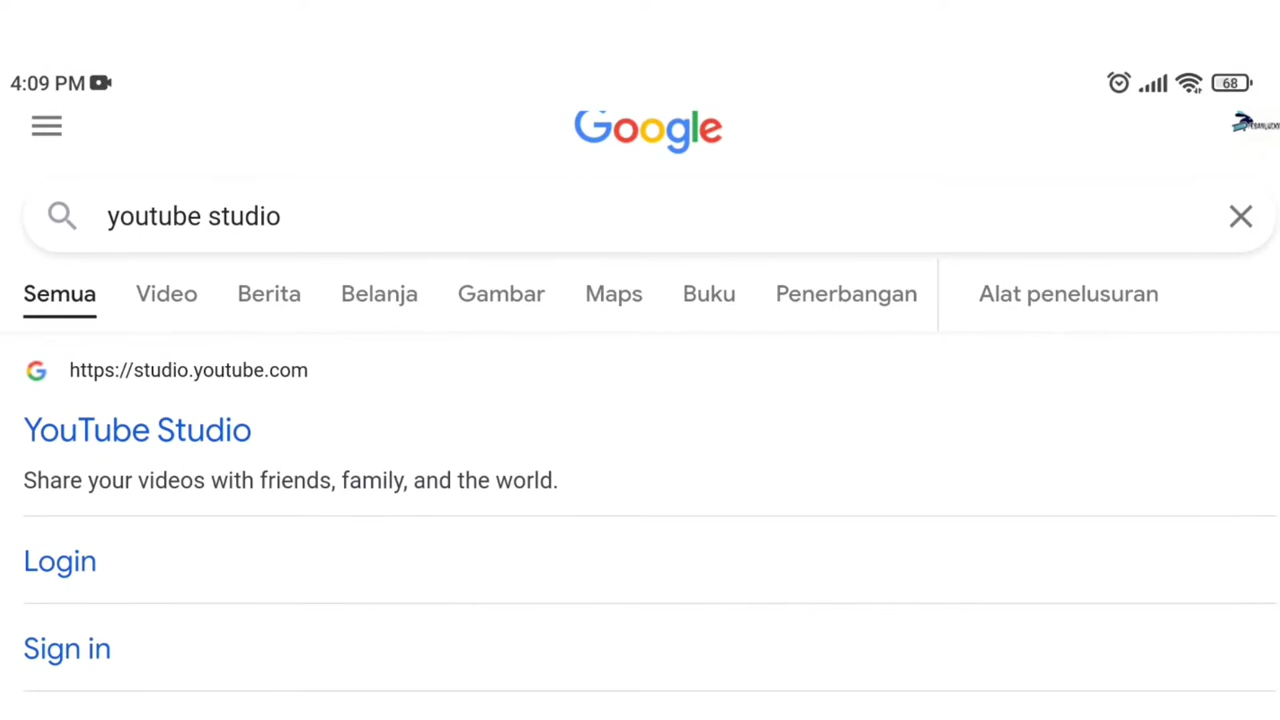 4:09 PM 68
Google
youtube studio
Semua Video Berita Belanja Gambar Maps Buku Penerbangan Alat penelusuran
https://studio.youtube.com
YouTube Studio
Share your videos with friends, family, and the world.
Login
Sign in